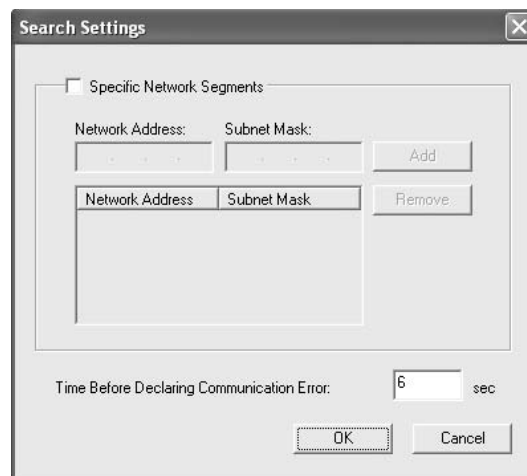 Search Settings
Specific Network Segments
Network Address: Subnet Mask:
Add
Network Address Subnet Mask
Remove
Time Before Declaring Communication Error: 6 sec
OK Cancel